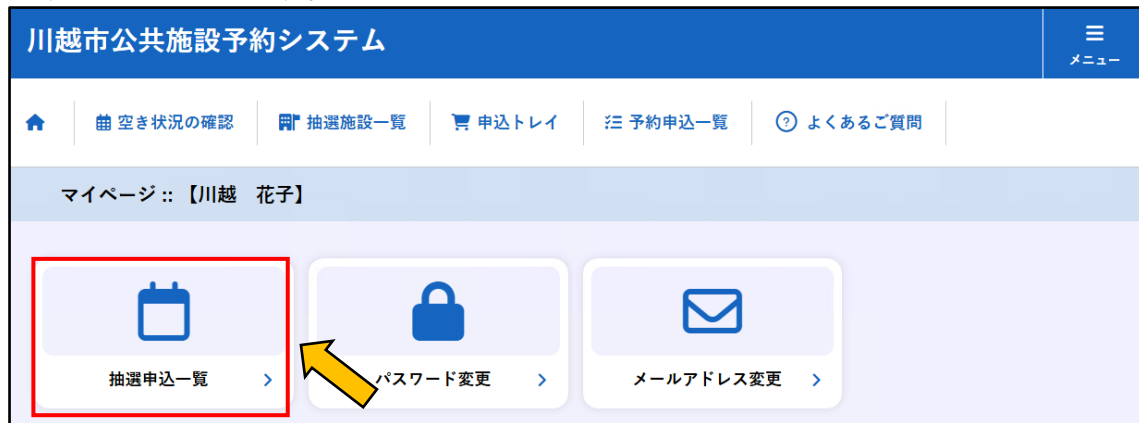 川越市公共施設予約システム
メニュー
空き状況の確認
抽選施設一覧
申込トレイ
予約申込一覧
よくあるご質問
マイページ :: 【川越　花子】
抽選申込一覧
パスワード変更
メールアドレス変更